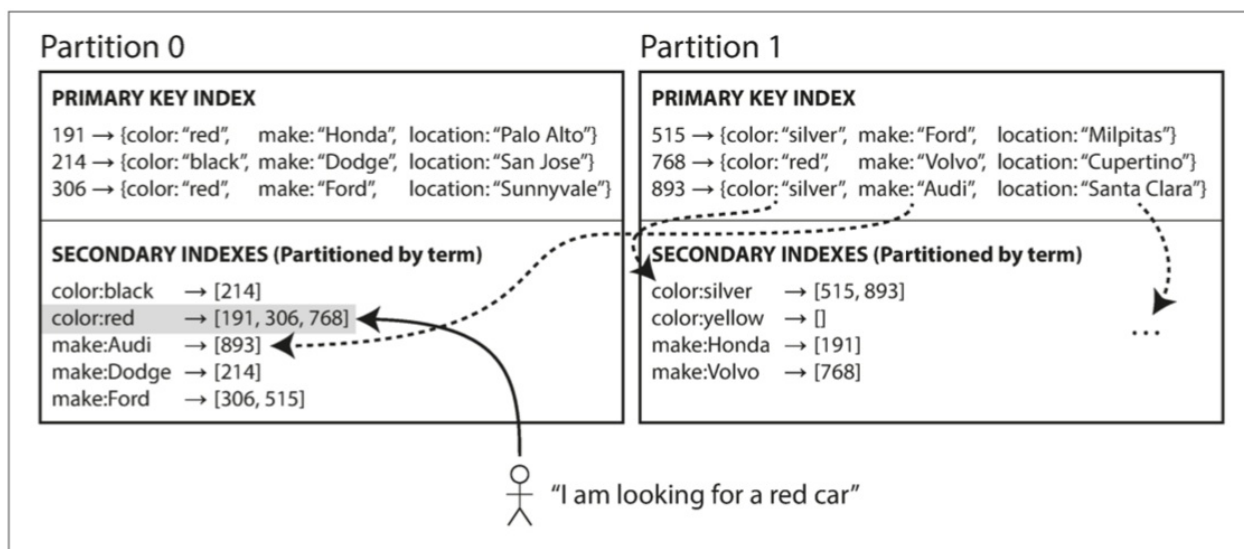 Partition 0
PRIMARY KEY INDEX
191 → {color: “red”, make: “Honda”, location: “Palo Alto”}
214 → {color: “black”, make: “Dodge”, location: “San Jose”}
306 → {color: “red”, make: “Ford”, location: “Sunnyvale”}
SECONDARY INDEXES (Partitioned by term)
color:black → [214]
color:red → [191, 306, 768]
make:Audi → [893]
make:Dodge → [214]
make:Ford → [306, 515]
Partition 1
PRIMARY KEY INDEX
515 → {color: “silver”, make: “Ford”, location: “Milpitas”}
768 → {color: “red”, make: “Volvo”, location: “Cupertino”}
893 → {color: “silver”, make: “Audi”, location: “Santa Clara”}
SECONDARY INDEXES (Partitioned by term)
color:silver → [515, 893]
color:yellow → []
make:Honda → [191]
make:Volvo → [768]
...
“I am looking for a red car”